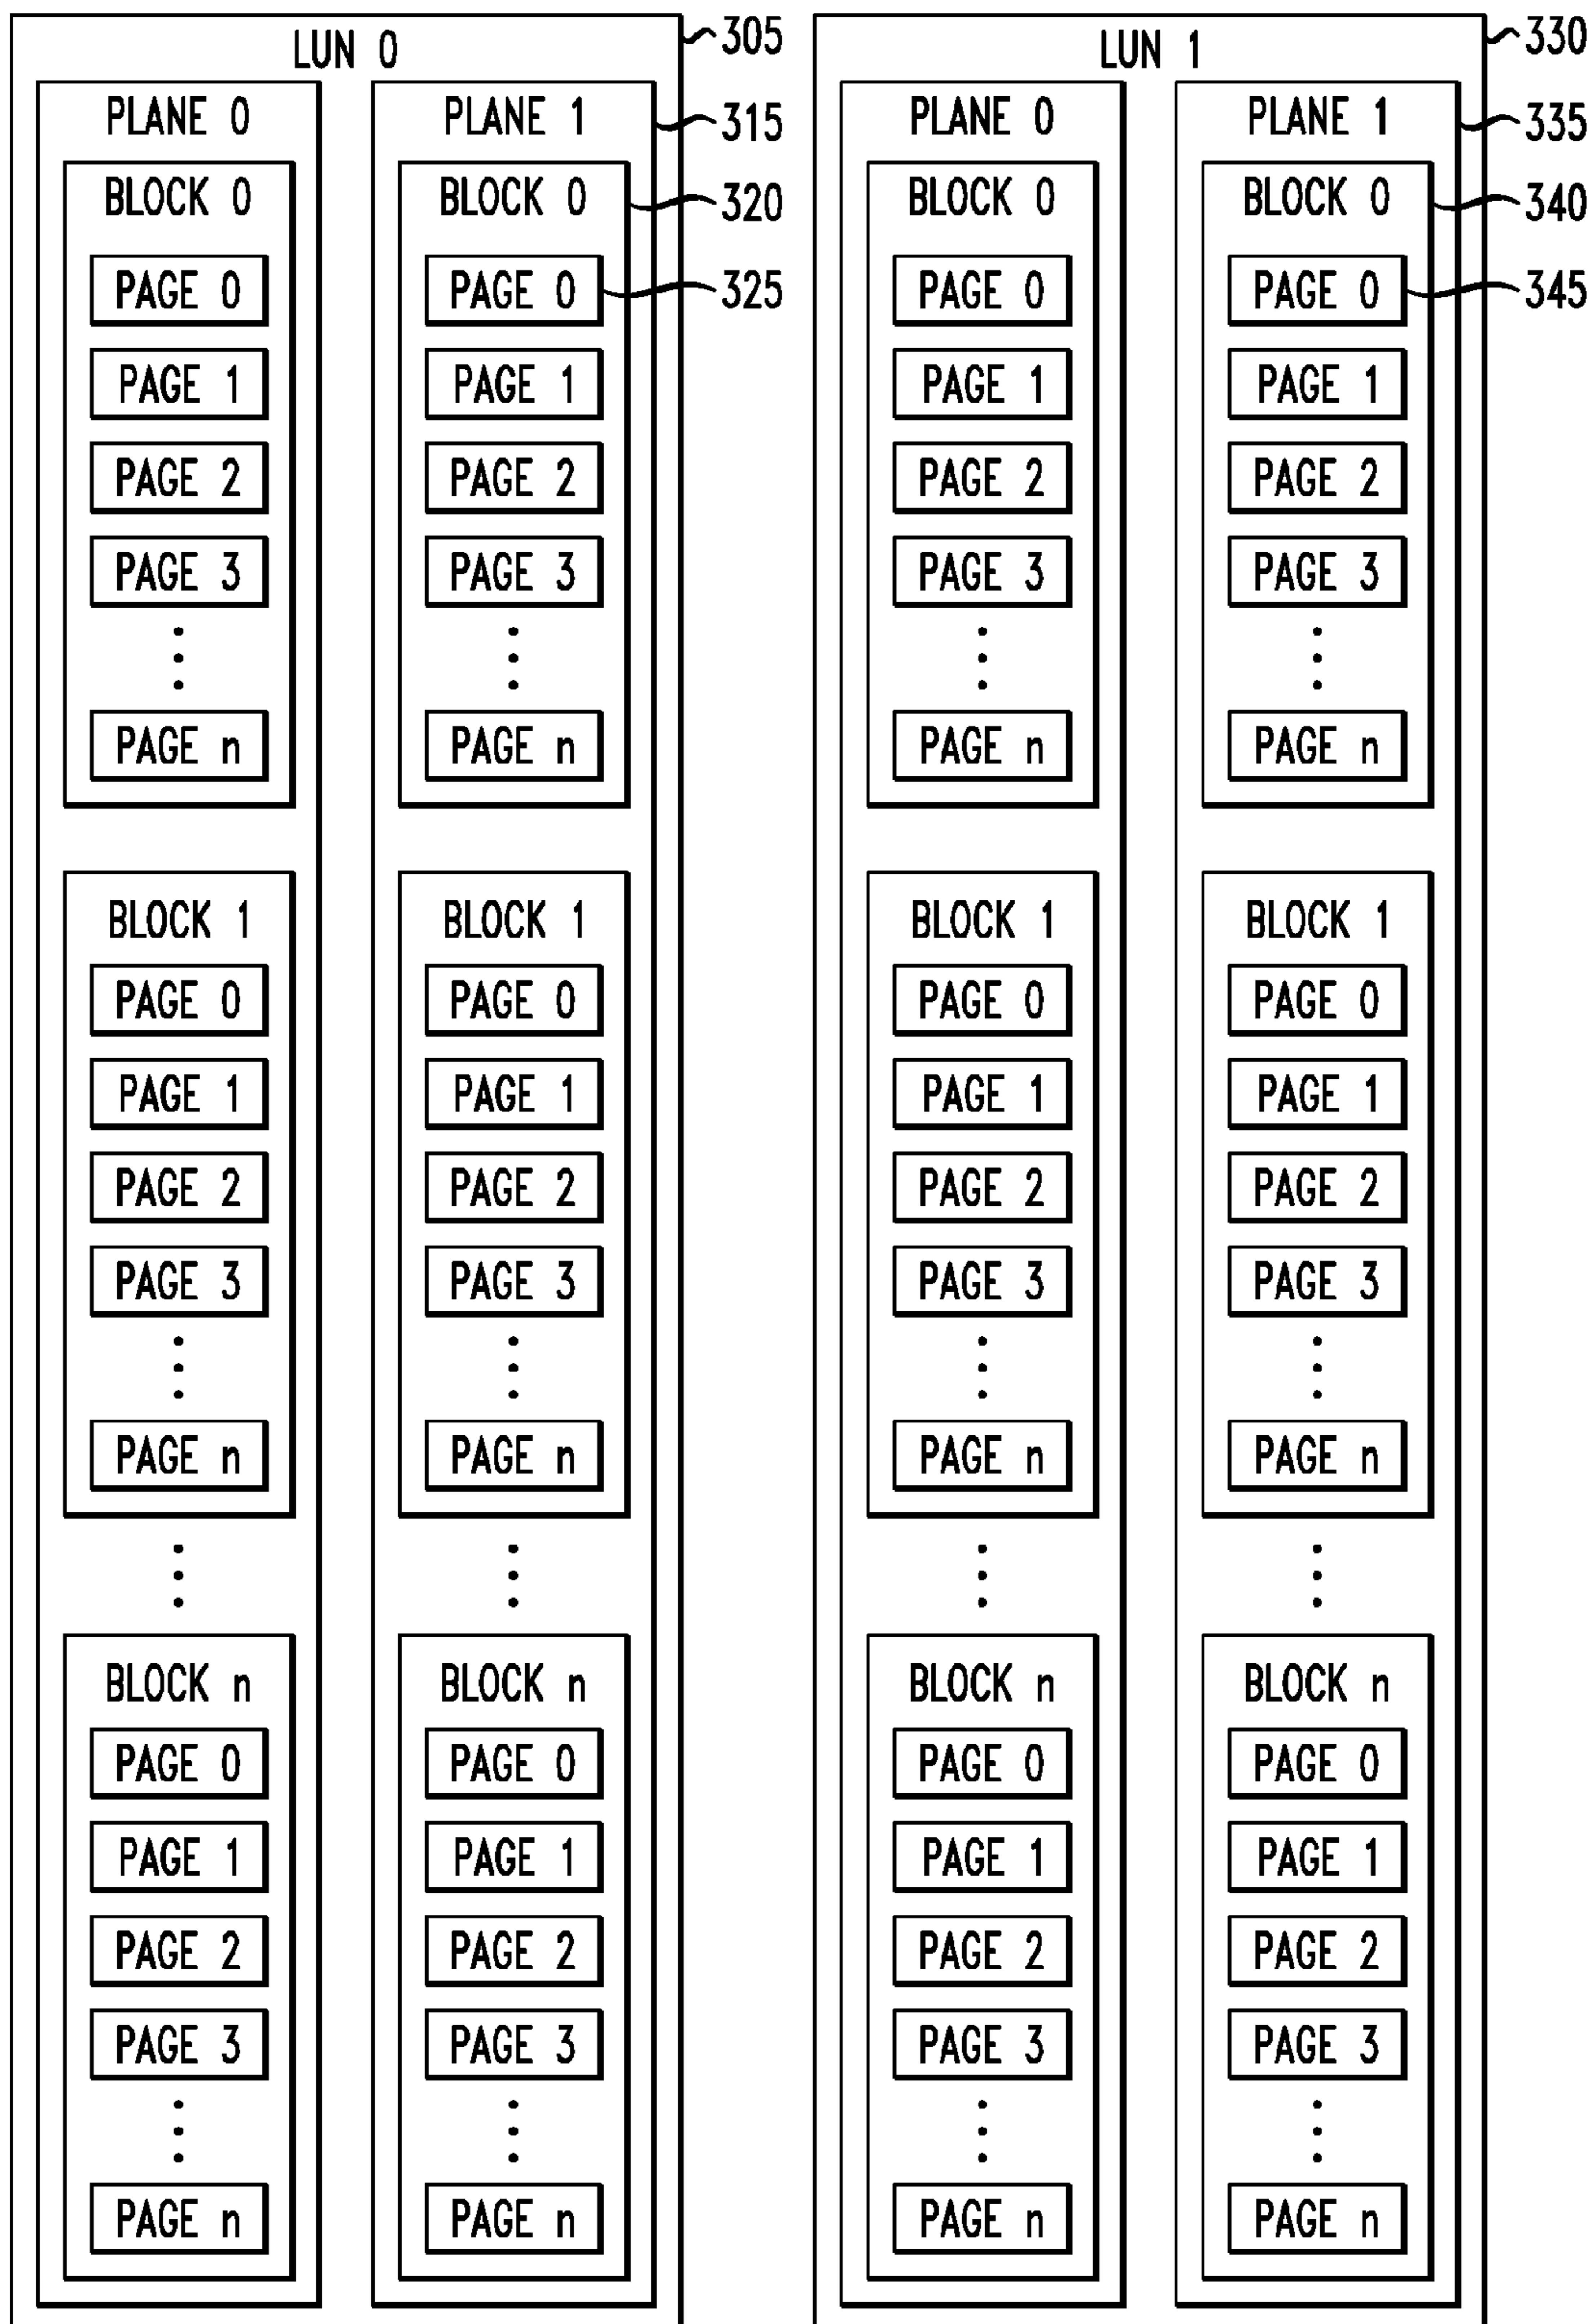 LUN 0 305 LUN 1 330
PLANE 0 PLANE 1 315 PLANE 0 PLANE 1 335
BLOCK 0 BLOCK 0 320 BLOCK 0 BLOCK 0 340
PAGE 0 PAGE 0 325 PAGE 0 PAGE 0 345
PAGE 1 PAGE 1 PAGE 1 PAGE 1
PAGE 2 PAGE 2 PAGE 2 PAGE 2
PAGE 3 PAGE 3 PAGE 3 PAGE 3
PAGE n PAGE n PAGE n PAGE n
BLOCK 1 BLOCK 1 BLOCK 1 BLOCK 1
PAGE 0 PAGE 0 PAGE 0 PAGE 0
PAGE 1 PAGE 1 PAGE 1 PAGE 1
PAGE 2 PAGE 2 PAGE 2 PAGE 2
PAGE 3 PAGE 3 PAGE 3 PAGE 3
PAGE n PAGE n PAGE n PAGE n
BLOCK n BLOCK n BLOCK n BLOCK n
PAGE 0 PAGE 0 PAGE 0 PAGE 0
PAGE 1 PAGE 1 PAGE 1 PAGE 1
PAGE 2 PAGE 2 PAGE 2 PAGE 2
PAGE 3 PAGE 3 PAGE 3 PAGE 3
PAGE n PAGE n PAGE n PAGE n